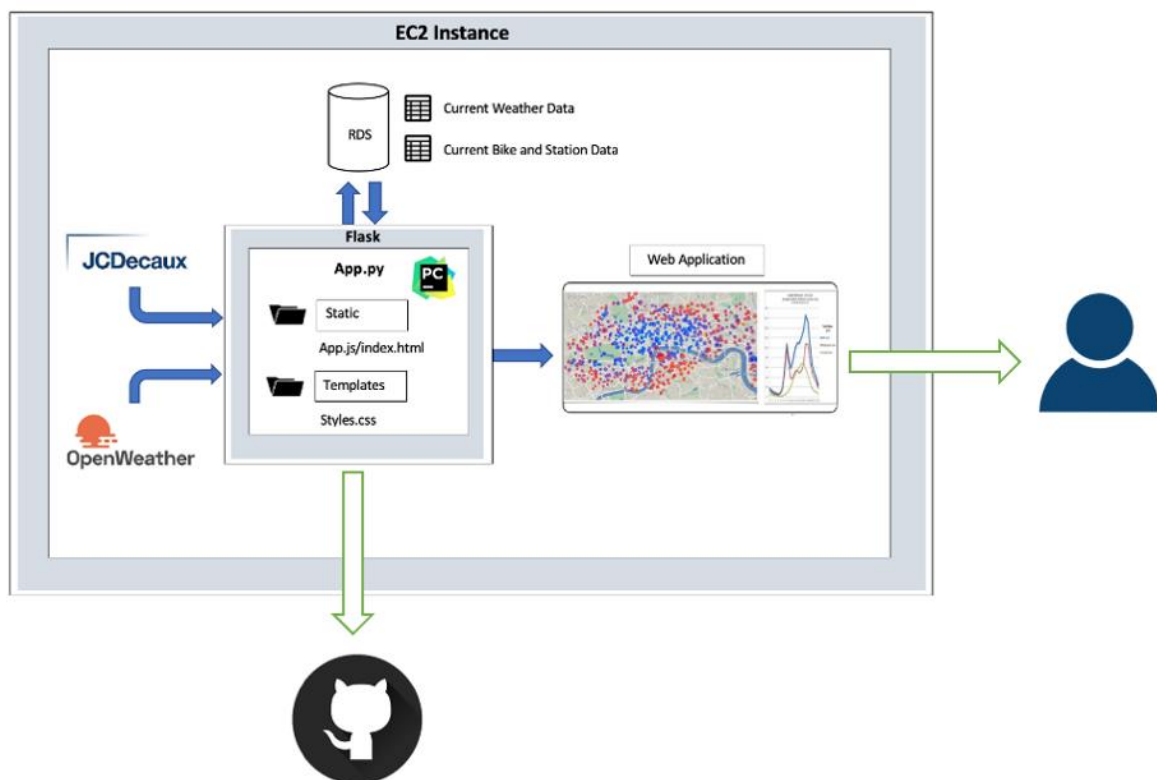 EC2 Instance
RDS
Current Weather Data
Current Bike and Station Data
Flask
JCDecaux
App.py
PC
Web Application
Static
App.js/index.html
Templates
Styles.css
OpenWeather